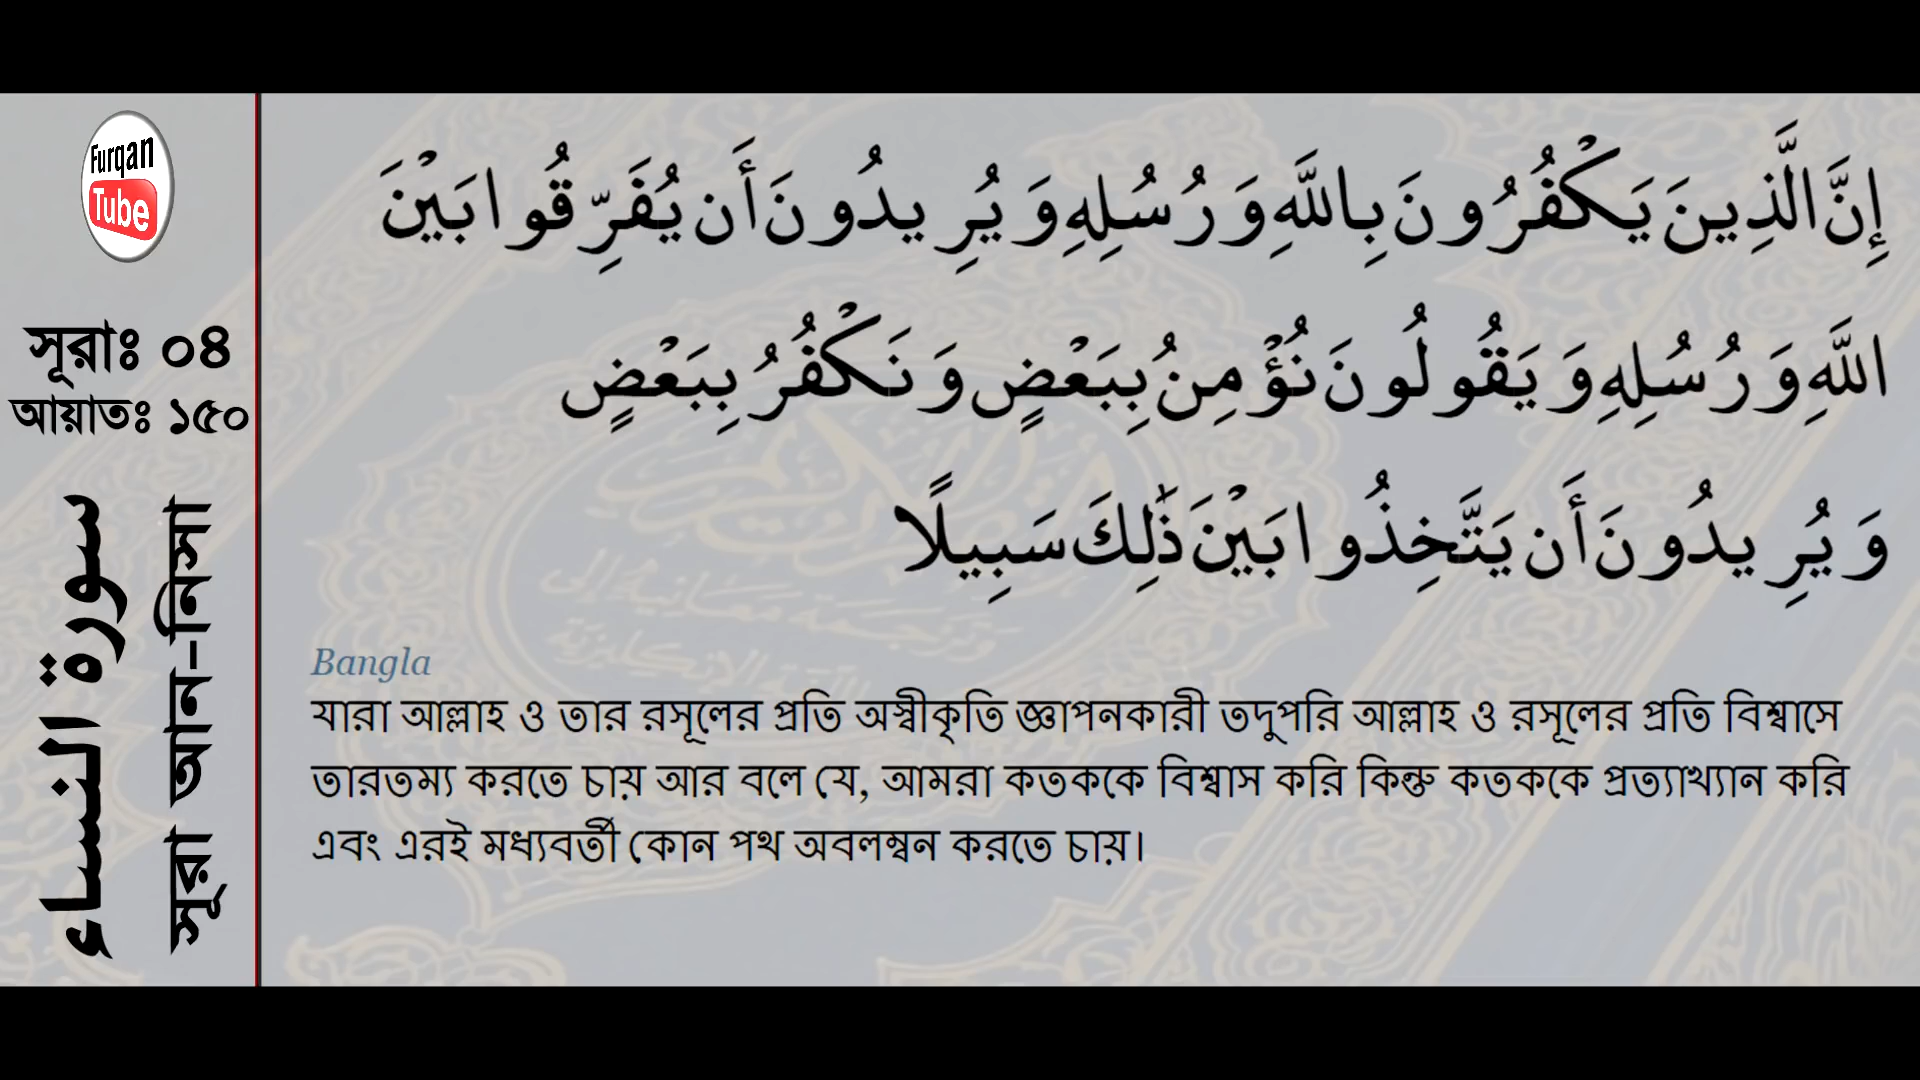 Furqan
Tube
সূরাঃ ০৪
আয়াতঃ ১৫০
سورة النساء
সূরা আন-নিসা
إِنَّ الَّذِينَ يَكْفُرُونَ بِاللَّهِ وَرُسُلِهِ وَيُرِيدُونَ أَن يُفَرِّقُوا بَيْنَ
اللَّهِ وَرُسُلِهِ وَيَقُولُونَ نُؤْمِنُ بِبَعْضٍ وَنَكْفُرُ بِبَعْضٍ
وَيُرِيدُونَ أَن يَتَّخِذُوا بَيْنَ ذَٰلِكَ سَبِيلًا
Bangla
যারা আল্লাহ ও তার রসূলের প্রতি অস্বীকৃতি জ্ঞাপনকারী তদুপরি আল্লাহ ও রসূলের প্রতি বিশ্বাসে
তারতম্য করতে চায় আর বলে যে, আমরা কতককে বিশ্বাস করি কিন্তু কতককে প্রত্যাখ্যান করি
এবং এরই মধ্যবর্তী কোন পথ অবলম্বন করতে চায়।